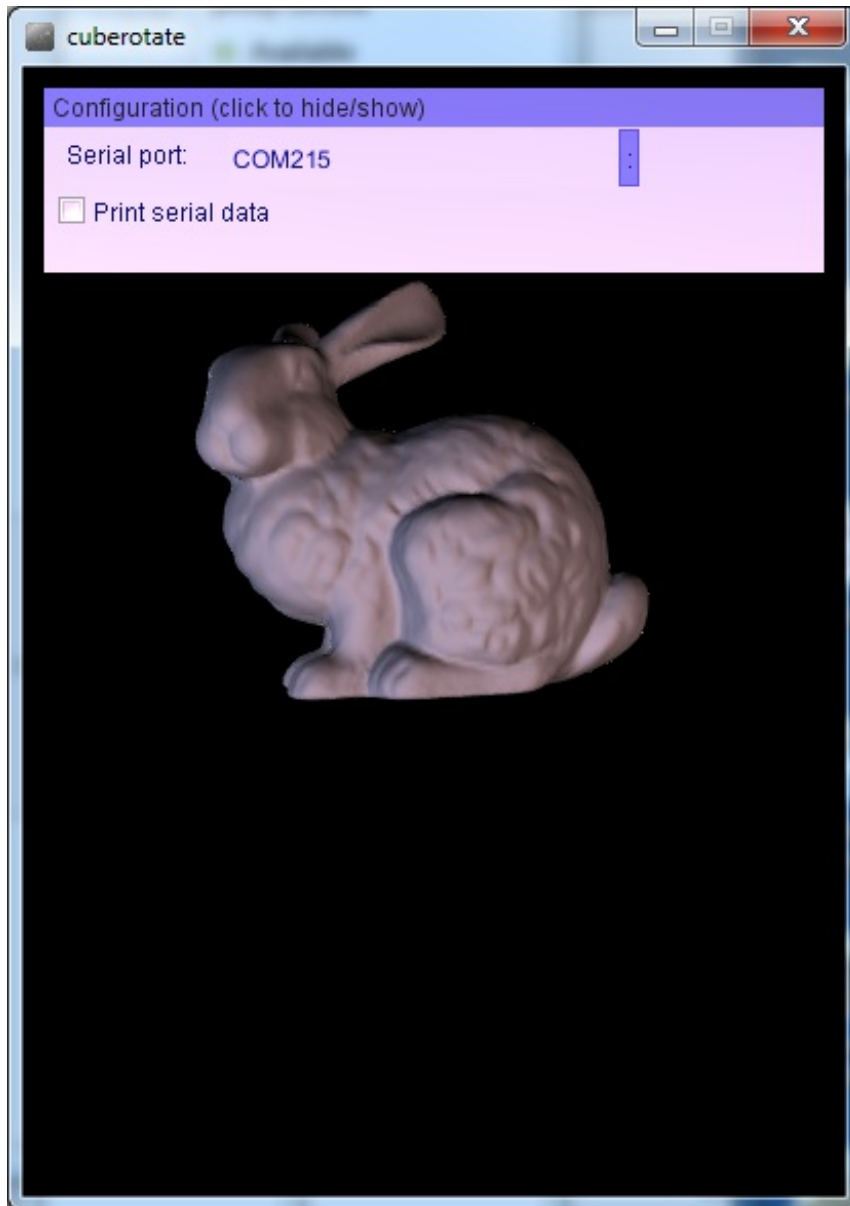 cuberotate
Configuration (click to hide/show)
Serial port: COM215 :
Print serial data